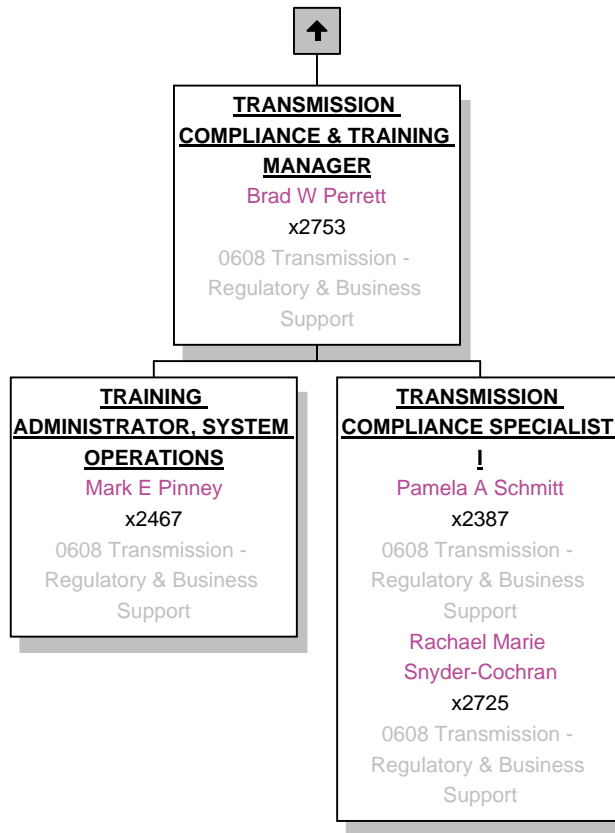 TRANSMISSION
COMPLIANCE & TRAINING
MANAGER
Brad W Perrett
x2753
0608 Transmission -
Regulatory & Business
Support
TRAINING
ADMINISTRATOR, SYSTEM
OPERATIONS
Mark E Pinney
x2467
0608 Transmission -
Regulatory & Business
Support
TRANSMISSION
COMPLIANCE SPECIALIST
I
Pamela A Schmitt
x2387
0608 Transmission -
Regulatory & Business
Support
Rachael Marie
Snyder-Cochran
x2725
0608 Transmission -
Regulatory & Business
Support